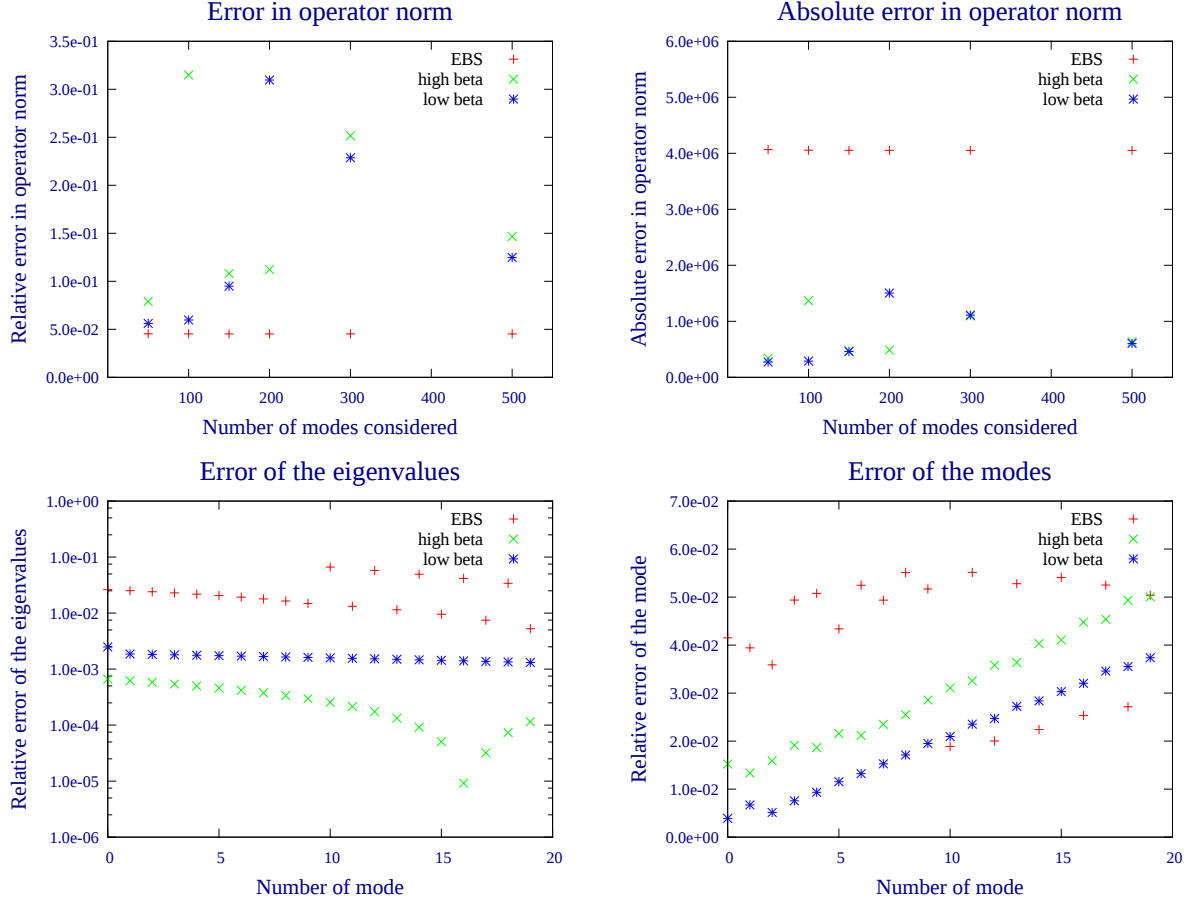 Error in operator norm
3.5e-01
3.0e-01
2.5e-01
2.0e-01
1.5e-01
1.0e-01
5.0e-02
0.0e+00
Relative error in operator norm
EBS
high beta
low beta
100 200 300 400 500
Number of modes considered
Absolute error in operator norm
6.0e+06
5.0e+06
4.0e+06
3.0e+06
2.0e+06
1.0e+06
0.0e+00
Absolute error in operator norm
EBS
high beta
low beta
100 200 300 400 500
Number of modes considered
Error of the eigenvalues
1.0e+00
1.0e-01
1.0e-02
1.0e-03
1.0e-04
1.0e-05
1.0e-06
Relative error of the eigenvalues
EBS
high beta
low beta
0 5 10 15 20
Number of mode
Error of the modes
7.0e-02
6.0e-02
5.0e-02
4.0e-02
3.0e-02
2.0e-02
1.0e-02
0.0e+00
Relative error of the mode
EBS
high beta
low beta
0 5 10 15 20
Number of mode